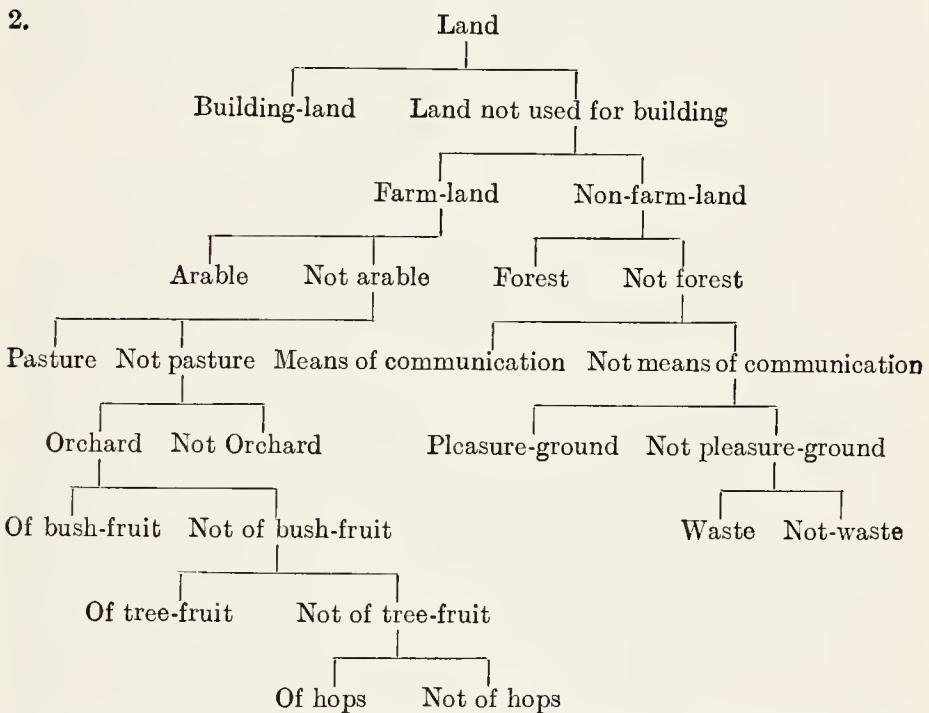 2.
Land
Building-land Land not used for building
Farm-land Non-farm-land
Arable Not arable Forest Not forest
Pasture Not pasture Means of communication Not means of communication
Orchard Not Orchard Pleasure-ground Not pleasure-ground
Of bush-fruit Not of bush-fruit Waste Not-waste
Of tree-fruit Not of tree-fruit
Of hops Not of hops